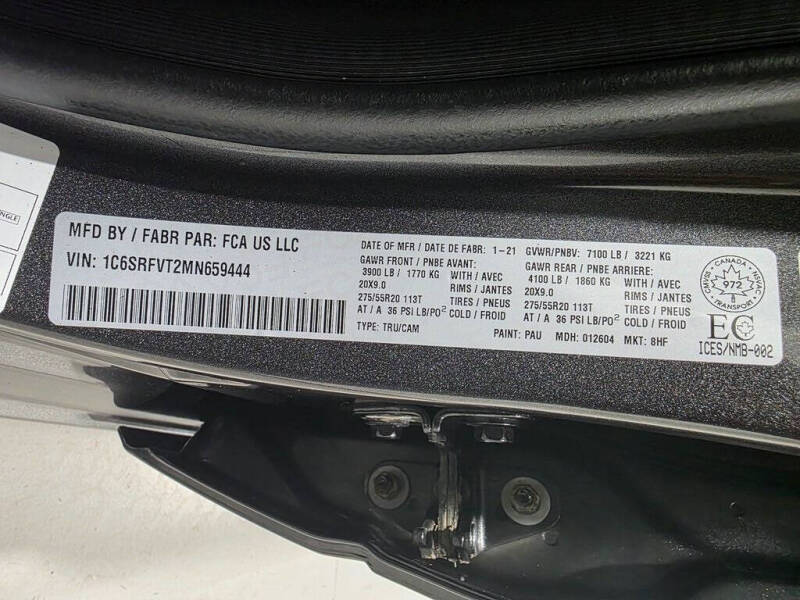 NGLE
MFD BY / FABR PAR: FCA US LLC
VIN: 1C6SRFVT2MN659444
DATE OF MFR / DATE DE FABR: 1-21 GVWR/PNBV: 7100 LB / 3221 KG
GAWR FRONT / PNBE AVANT: GAWR REAR / PNBE ARRIERE:
3900 LB / 1770 KG WITH / AVEC 4100 LB / 1860 KG WITH / AVEC
20X9.0 RIMS / JANTES 20X9.0 RIMS / JANTES
275/55R20 113T TIRES / PNEUS 275/55R20 113T TIRES / PNEUS
AT / A 36 PSI LB/PO² COLD / FROID AT / A 36 PSI LB/PO² COLD / FROID
TYPE: TRU/CAM PAINT: PAU MDH: 012604 MKT: 8HF
CANADA
CMVSS NSVAC
972
TRANSPORT
EC
ICES/NMB-002